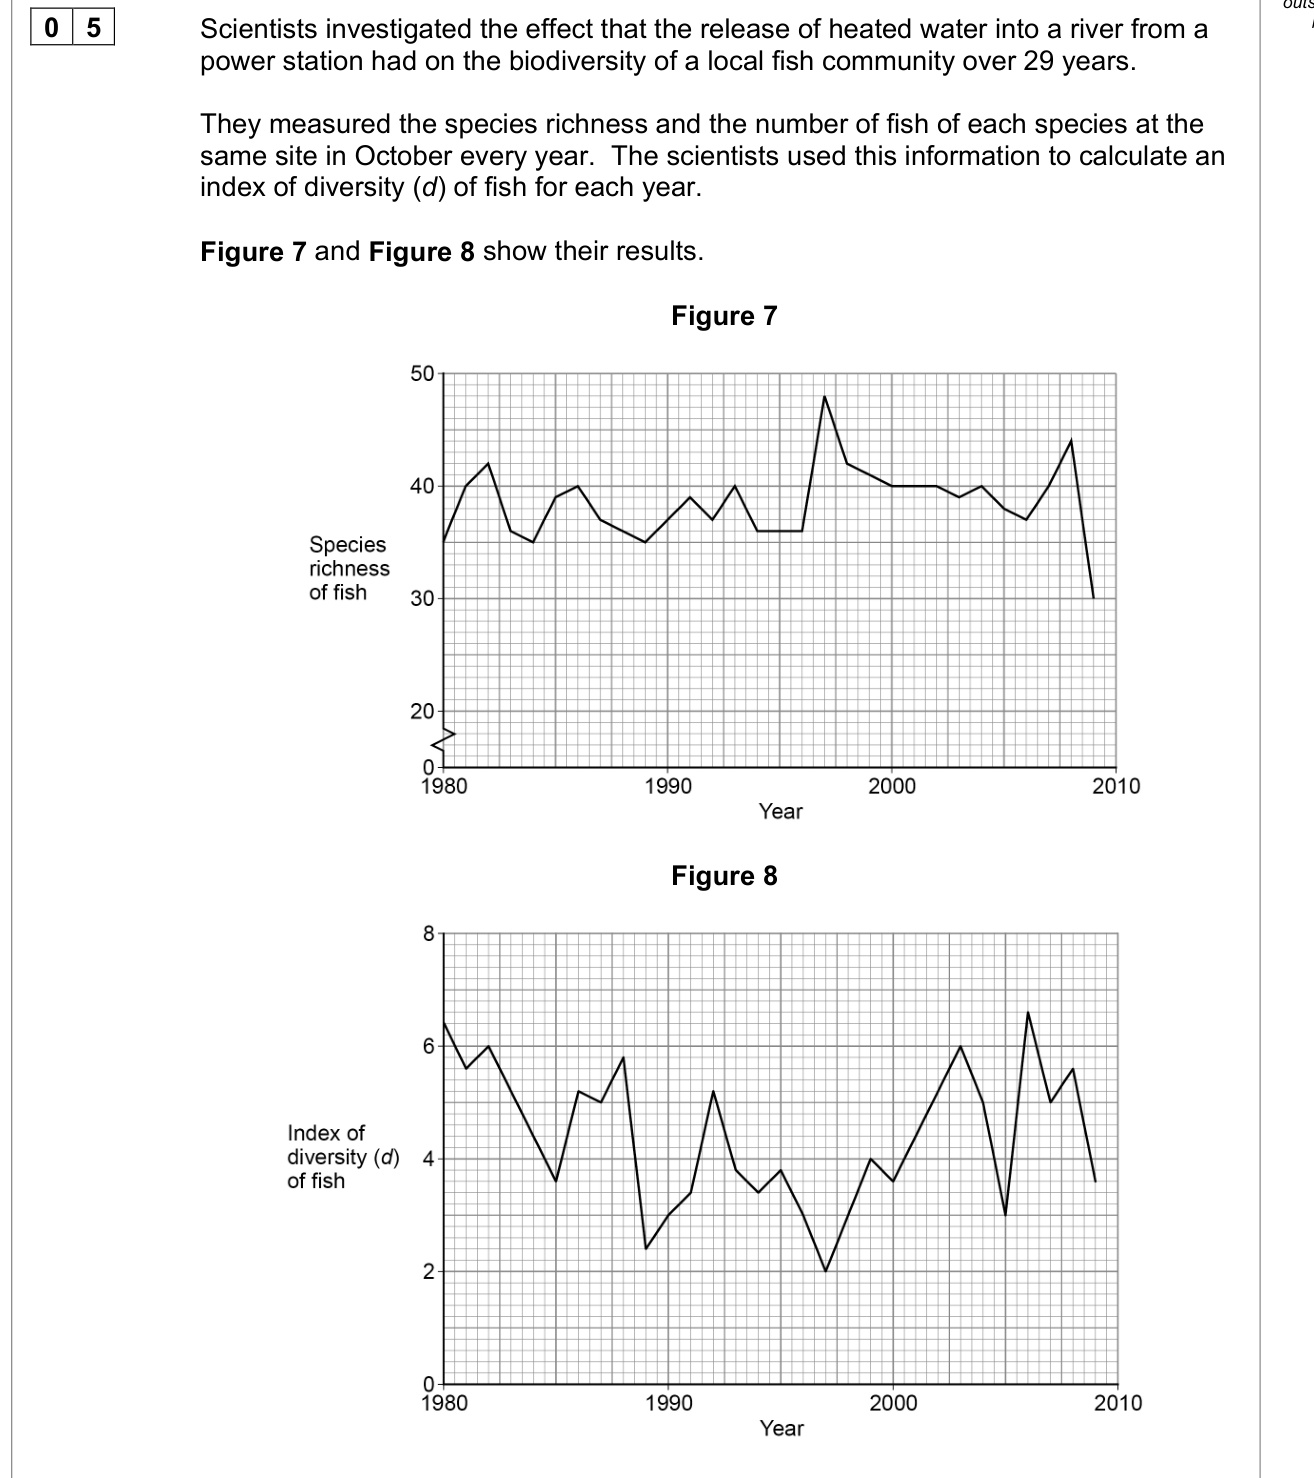 outs
0 5
Scientists investigated the effect that the release of heated water into a river from a
power station had on the biodiversity of a local fish community over 29 years.
They measured the species richness and the number of fish of each species at the
same site in October every year.  The scientists used this information to calculate an
index of diversity (d) of fish for each year.
Figure 7 and Figure 8 show their results.
Figure 7
50
40
Species
richness
of fish
30
20
0
1980 1990 2000 2010
Year
Figure 8
8
6
Index of
diversity (d)
of fish
4
2
0
1980 1990 2000 2010
Year